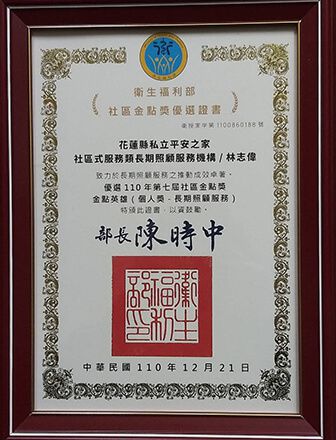 衛生福利部
社區金點獎優選證書
衛授家字第1100860188號
花蓮縣私立平安之家
社區式服務類長期照顧服務機構 / 林志偉
致力於長期照顧服務之推動成效卓著。
優選110年第七屆社區金點獎
金點英雄（個人獎-長期照顧服務）
特頒此證書，以資鼓勵。
部長 陳時中
衛生福利部印
中華民國110年12月21日